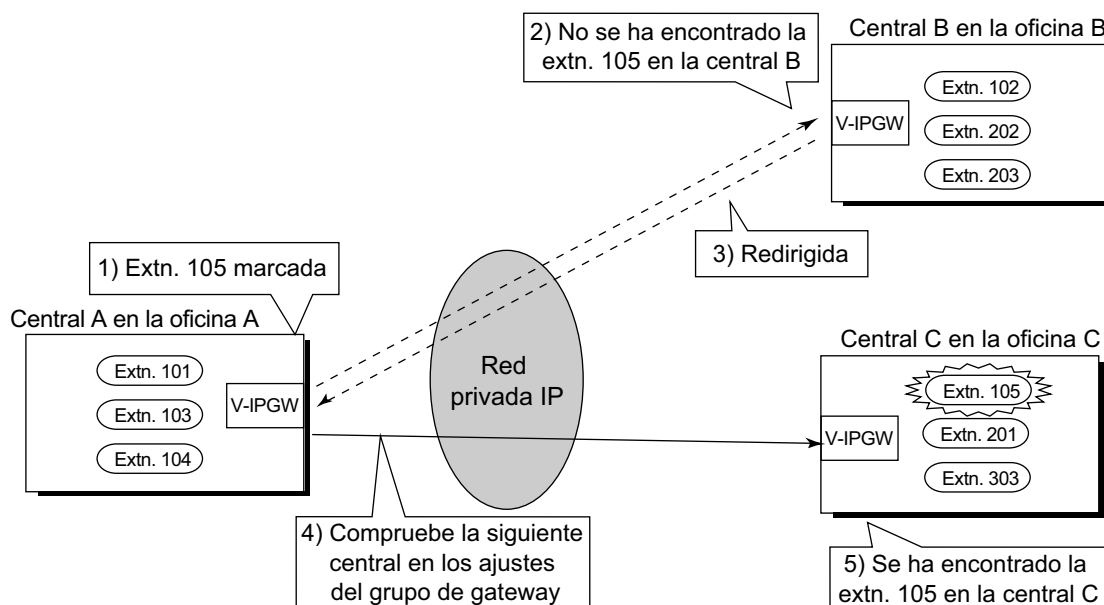 2) No se ha encontrado la
extn. 105 en la central B
Central B en la oficina B
V-IPGW
Extn. 102
Extn. 202
Extn. 203
3) Redirigida
1) Extn. 105 marcada
Central A en la oficina A
Extn. 101
Extn. 103
Extn. 104
V-IPGW
Red
privada IP
Central C en la oficina C
V-IPGW
Extn. 105
Extn. 201
Extn. 303
4) Compruebe la siguiente
central en los ajustes
del grupo de gateway
5) Se ha encontrado la
extn. 105 en la central C